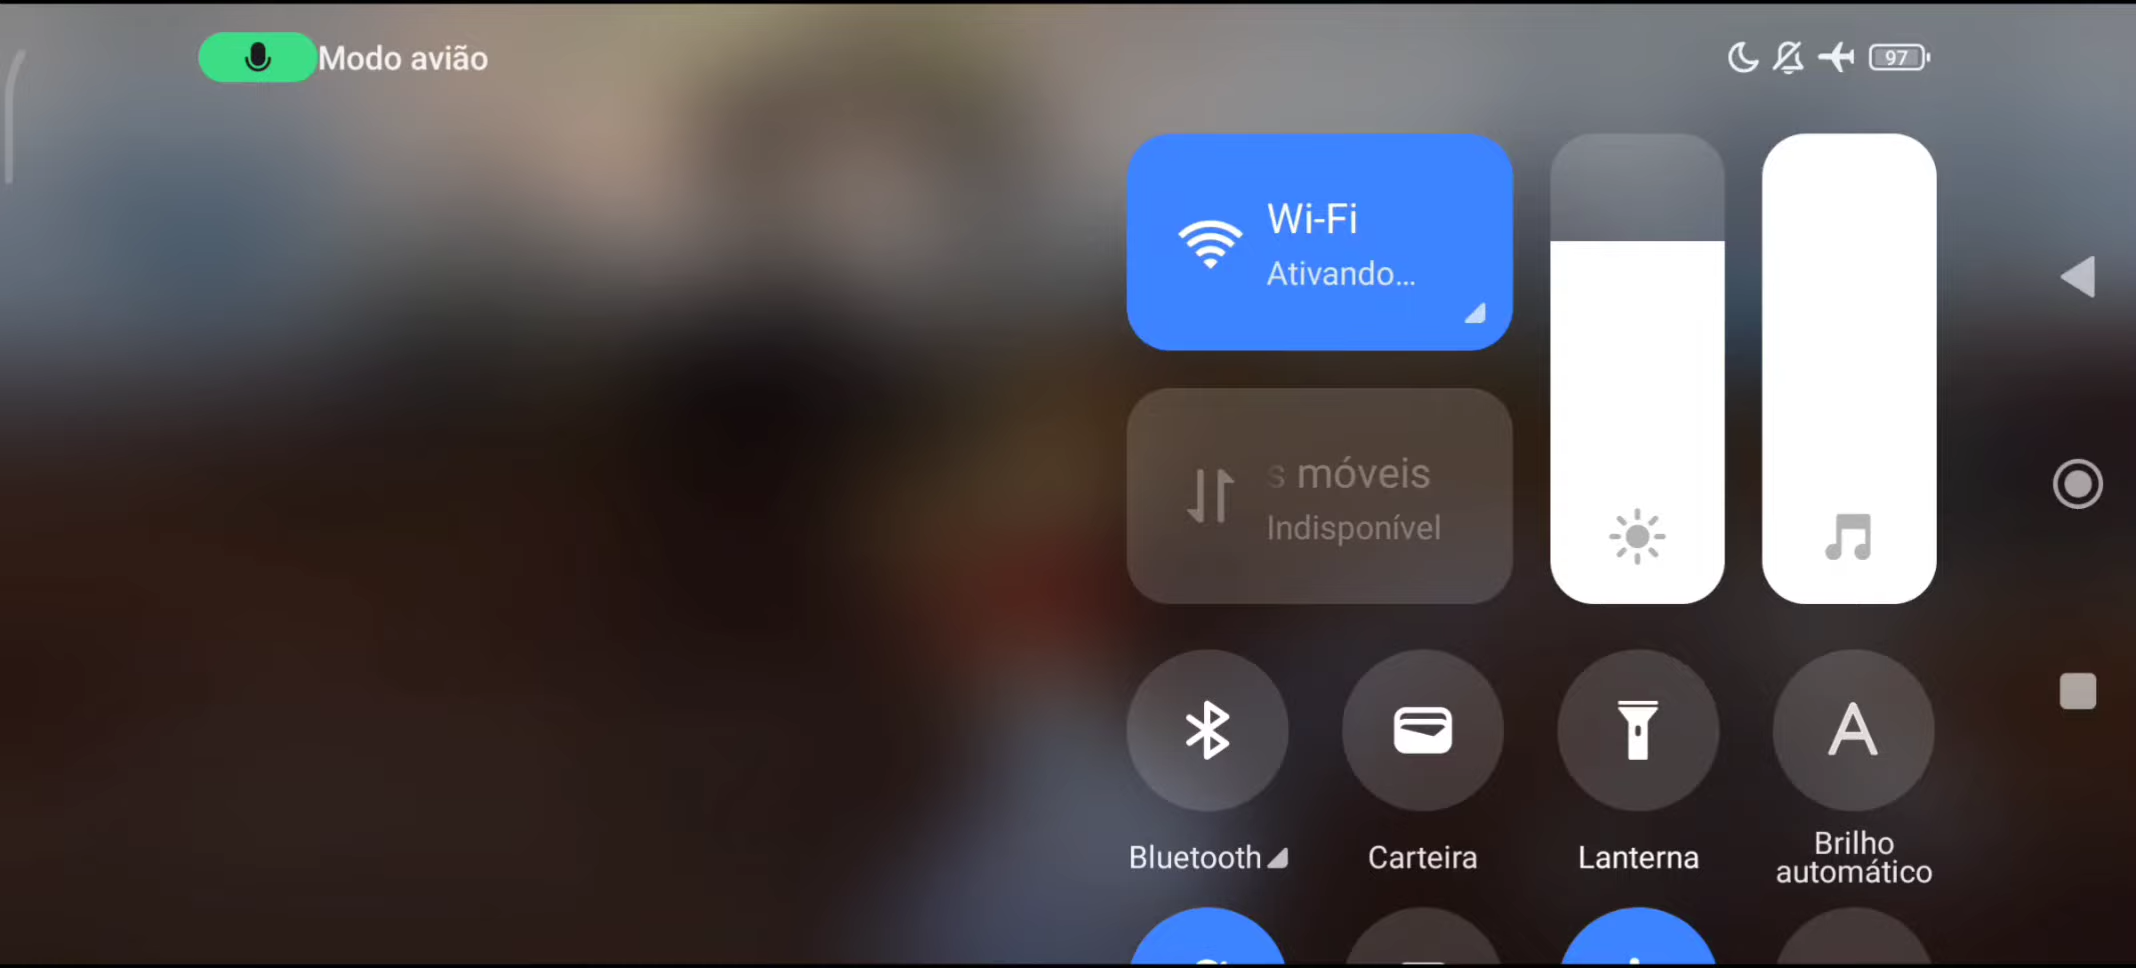 Modo avião
97
Wi-Fi
Ativando...
s móveis
Indisponível
Bluetooth
Carteira
Lanterna
Brilho
automático